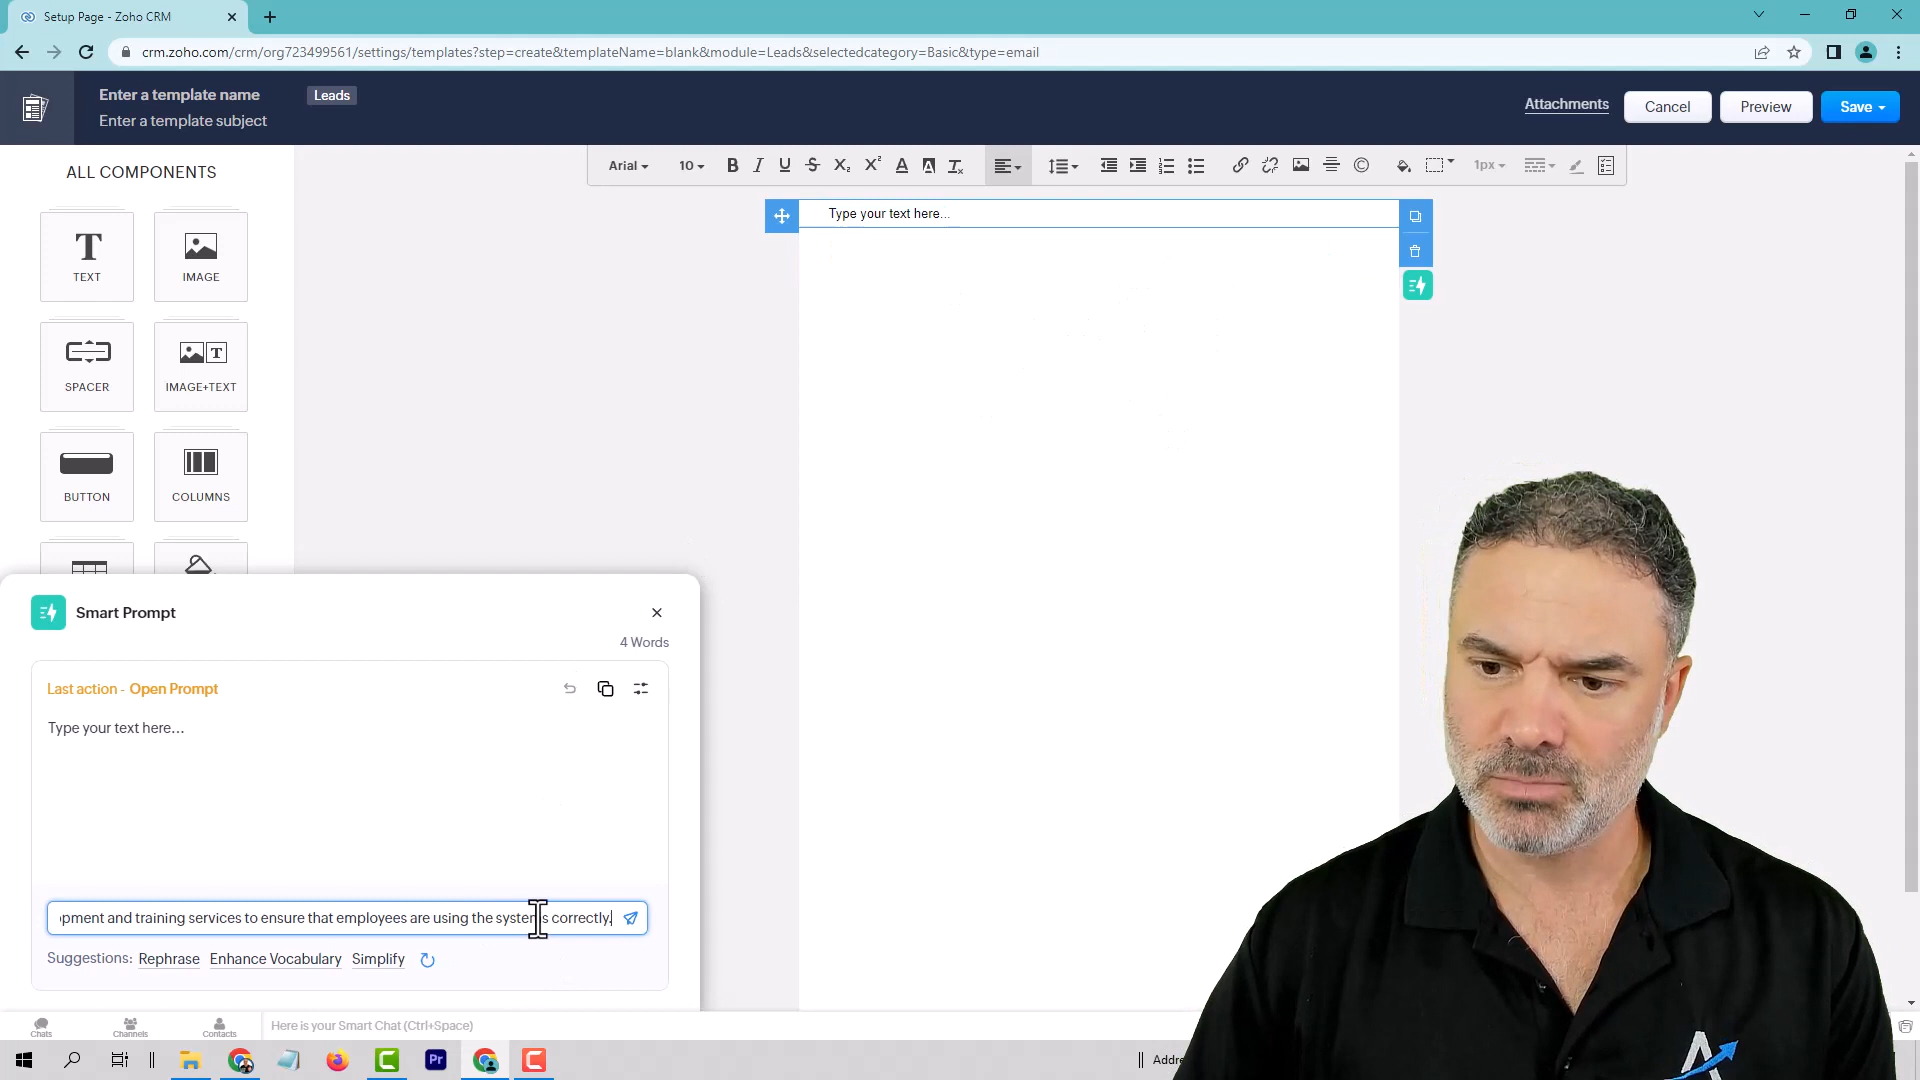 Setup Page - Zoho CRM
crm.zoho.com/crm/org723499561/settings/templates?step=create&templateName=blank&module=Leads&selectedcategory=Basic&type=email
Enter a template name
Leads
Enter a template subject
Attachments
Cancel
Preview
Save
ALL COMPONENTS
Arial
10
1px
TEXT
IMAGE
SPACER
IMAGE+TEXT
BUTTON
COLUMNS
Type your text here...
Smart Prompt
4 Words
Last action - Open Prompt
Type your text here...
opment and training services to ensure that employees are using the systems correctly.
Suggestions: Rephrase Enhance Vocabulary Simplify
Chats
Channels
Contacts
Here is your Smart Chat (Ctrl+Space)
Pr